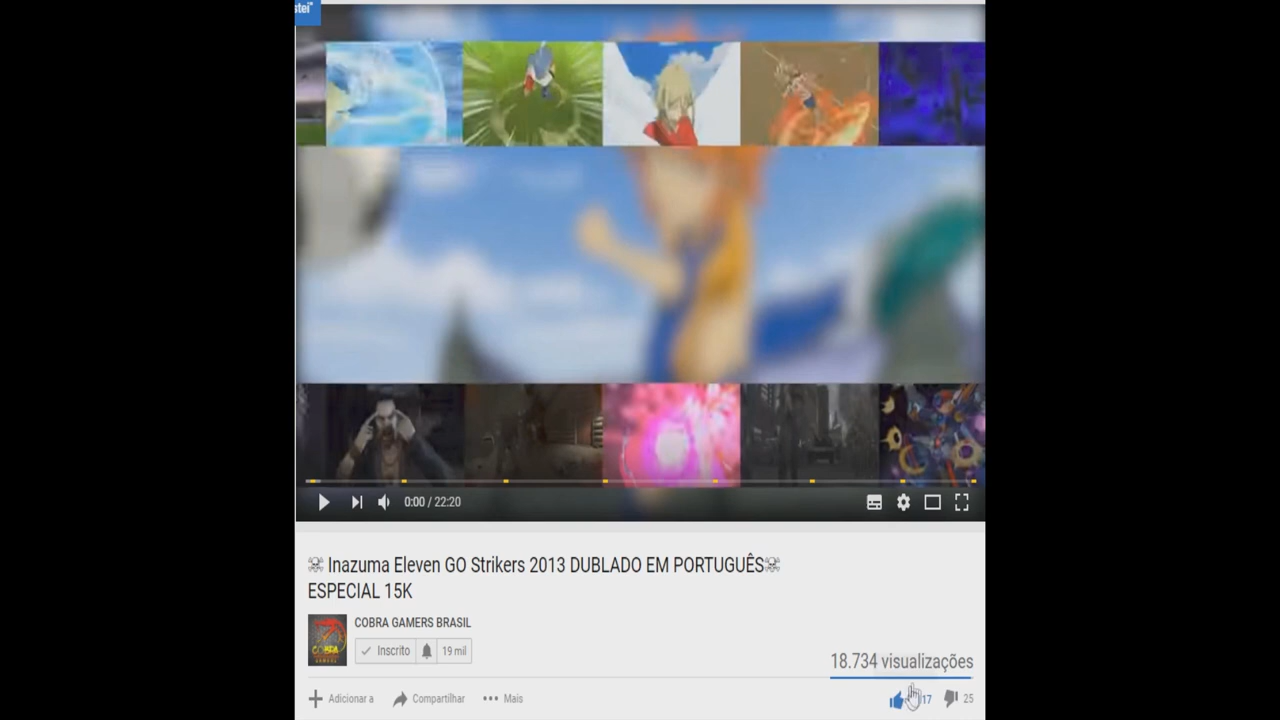 0:00 / 22:20
☠ Inazuma Eleven GO Strikers 2013 DUBLADO EM PORTUGUÊS☠
ESPECIAL 15K
COBRA GAMERS BRASIL
Inscrito 19 mil
18.734 visualizações
Adicionar a Compartilhar Mais 25